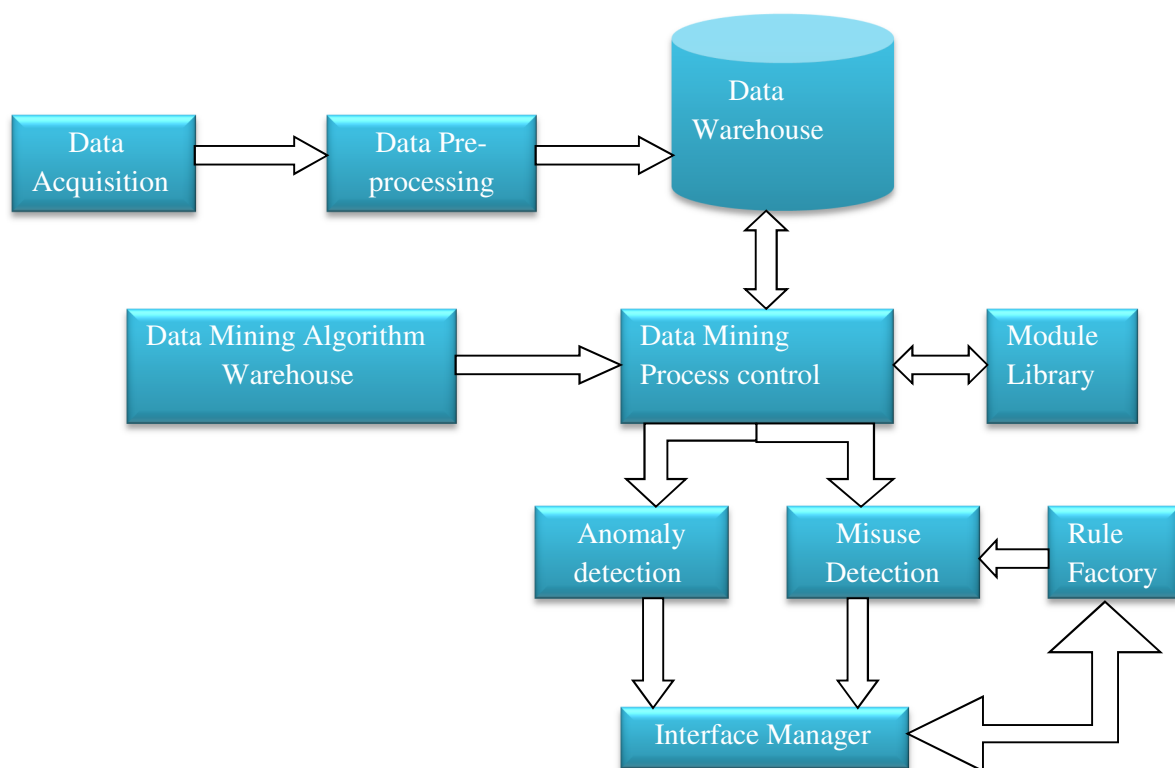 Data
Warehouse
Data
Acquisition
Data Pre-
processing
Data Mining Algorithm
Warehouse
Data Mining
Process control
Module
Library
Anomaly
detection
Misuse
Detection
Rule
Factory
Interface Manager